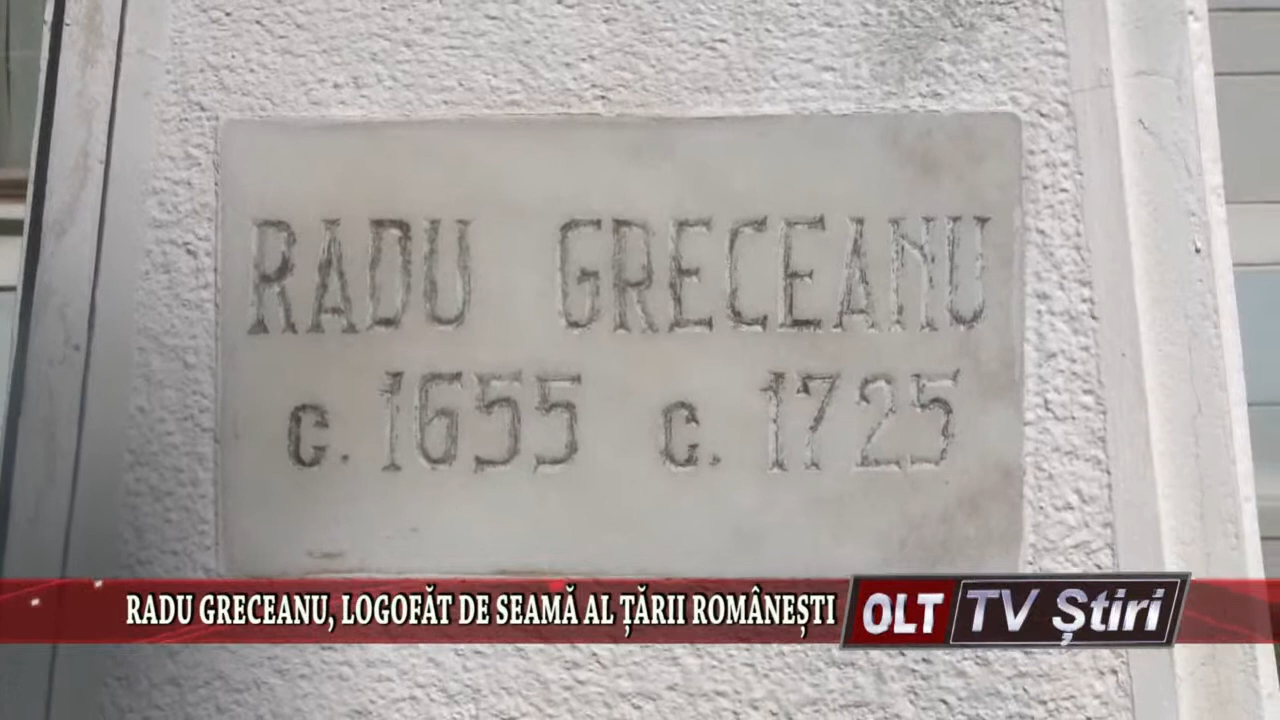 RADU GRECEANU
c. 1655 c. 1725
RADU GRECEANU, LOGOFĂT DE SEAMĂ AL ȚĂRII ROMÂNEȘTI
OLT TV Știri